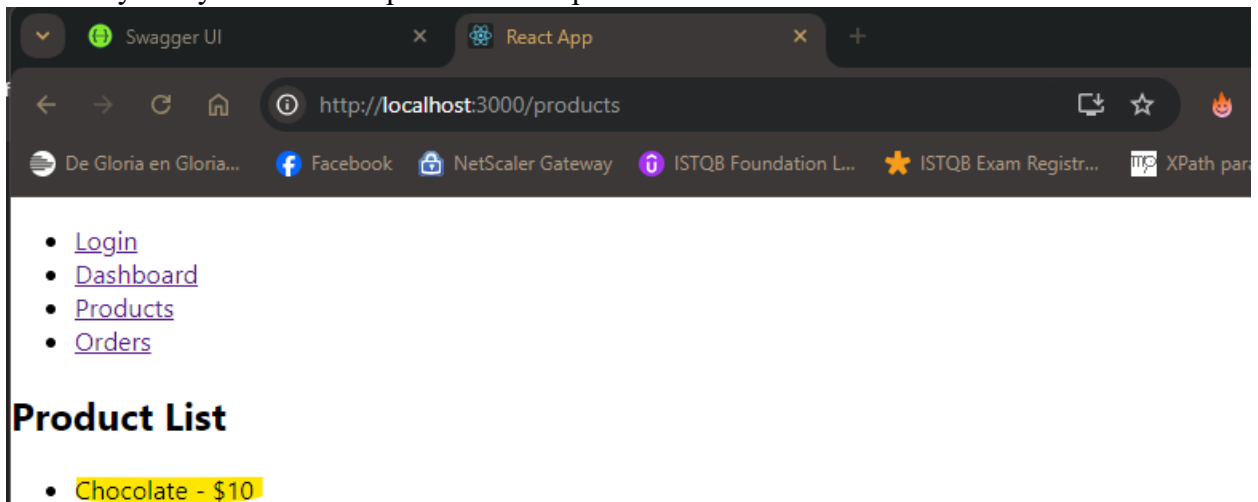 Swagger UI
React App
http://localhost:3000/products
De Gloria en Gloria... Facebook NetScaler Gateway ISTQB Foundation L... ISTQB Exam Registr... XPath para
Login
Dashboard
Products
Orders
Product List
Chocolate - $10